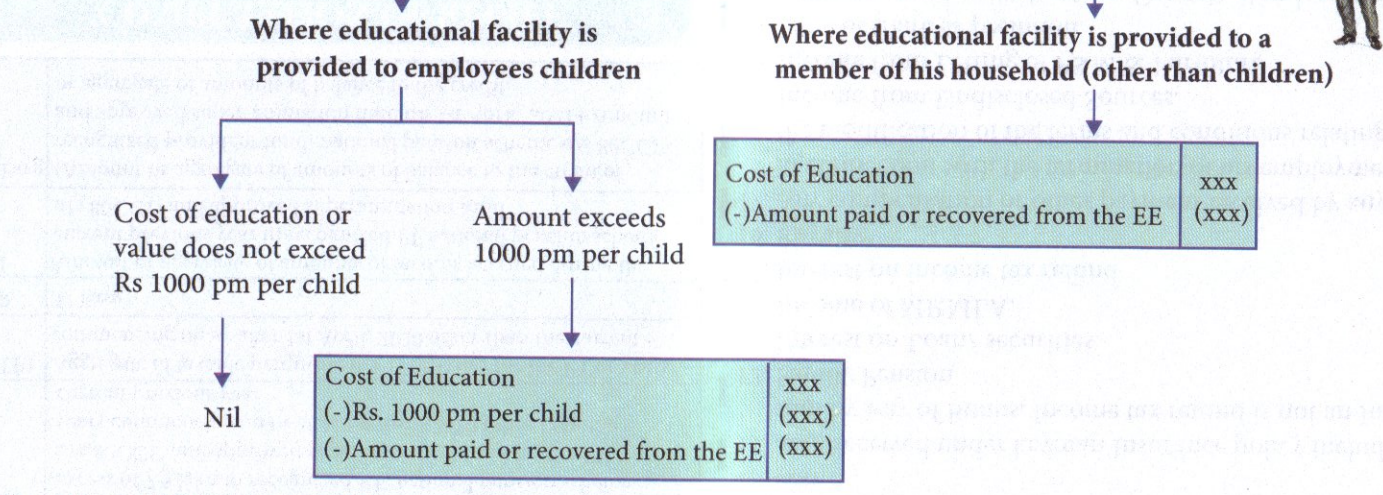 Where educational facility is
provided to employees children
Where educational facility is provided to a
member of his household (other than children)
Cost of education or
value does not exceed
Rs 1000 pm per child
Amount exceeds
1000 pm per child
Cost of Education xxx
(-)Amount paid or recovered from the EE (xxx)
Nil
Cost of Education xxx
(-)Rs. 1000 pm per child (xxx)
(-)Amount paid or recovered from the EE (xxx)